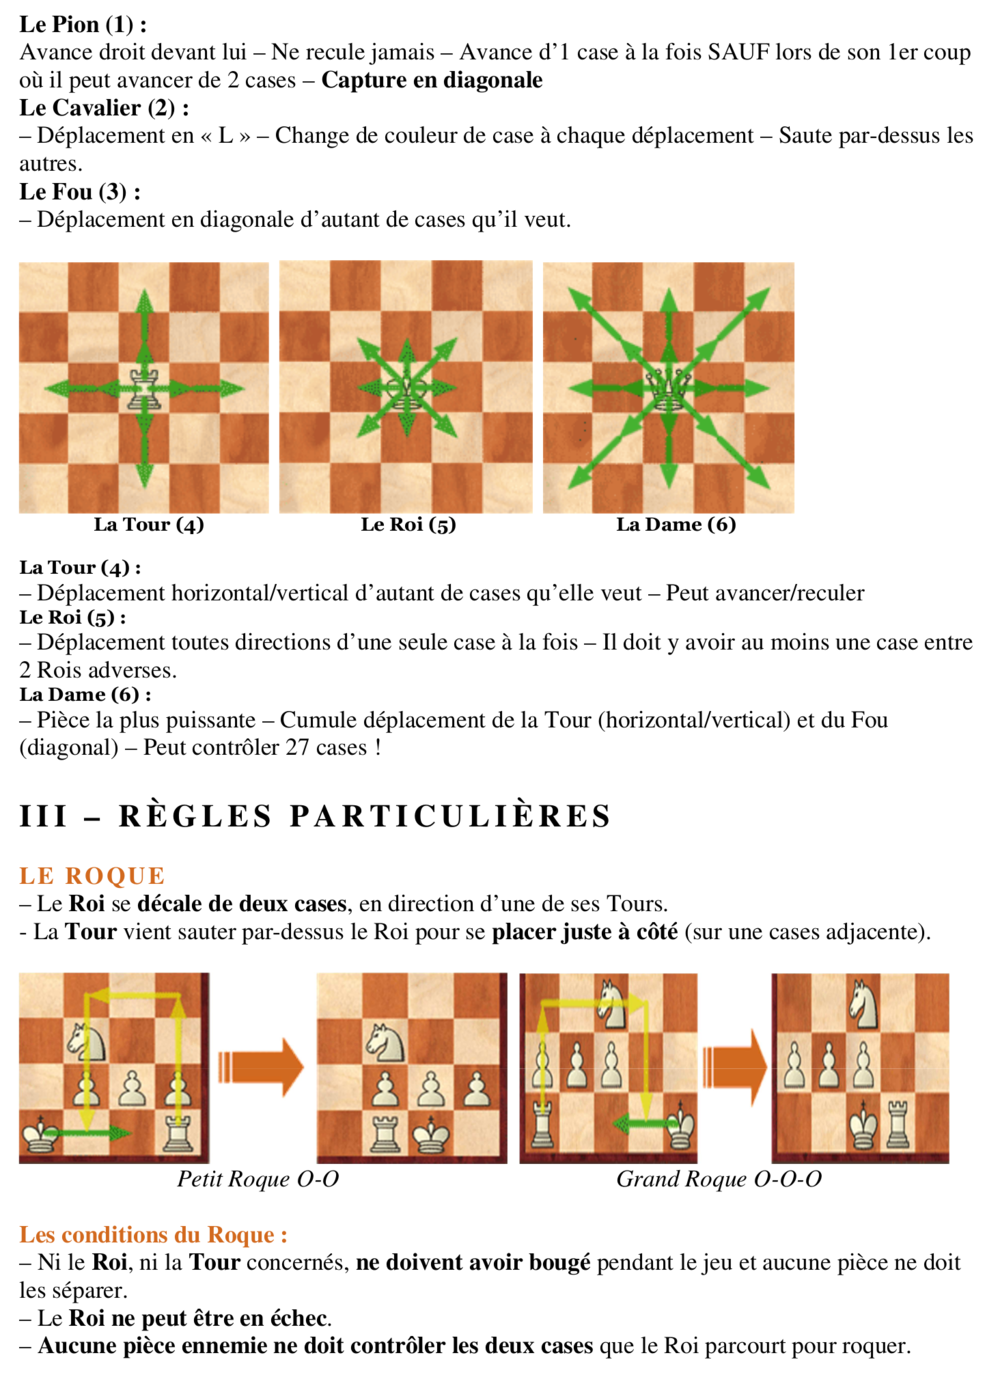 Le Pion (1) :
Avance droit devant lui – Ne recule jamais – Avance d’1 case à la fois SAUF lors de son 1er coup
où il peut avancer de 2 cases – Capture en diagonale
Le Cavalier (2) :
– Déplacement en « L » – Change de couleur de case à chaque déplacement – Saute par-dessus les
autres.
Le Fou (3) :
– Déplacement en diagonale d’autant de cases qu’il veut.
La Tour (4)
Le Roi (5)
La Dame (6)
La Tour (4) :
– Déplacement horizontal/vertical d’autant de cases qu’elle veut – Peut avancer/reculer
Le Roi (5) :
– Déplacement toutes directions d’une seule case à la fois – Il doit y avoir au moins une case entre
2 Rois adverses.
La Dame (6) :
– Pièce la plus puissante – Cumule déplacement de la Tour (horizontal/vertical) et du Fou
(diagonal) – Peut contrôler 27 cases !
III – RÈGLES PARTICULIÈRES
LE ROQUE
– Le Roi se décale de deux cases, en direction d’une de ses Tours.
- La Tour vient sauter par-dessus le Roi pour se placer juste à côté (sur une cases adjacente).
Petit Roque O-O
Grand Roque O-O-O
Les conditions du Roque :
– Ni le Roi, ni la Tour concernés, ne doivent avoir bougé pendant le jeu et aucune pièce ne doit
les séparer.
– Le Roi ne peut être en échec.
– Aucune pièce ennemie ne doit contrôler les deux cases que le Roi parcourt pour roquer.